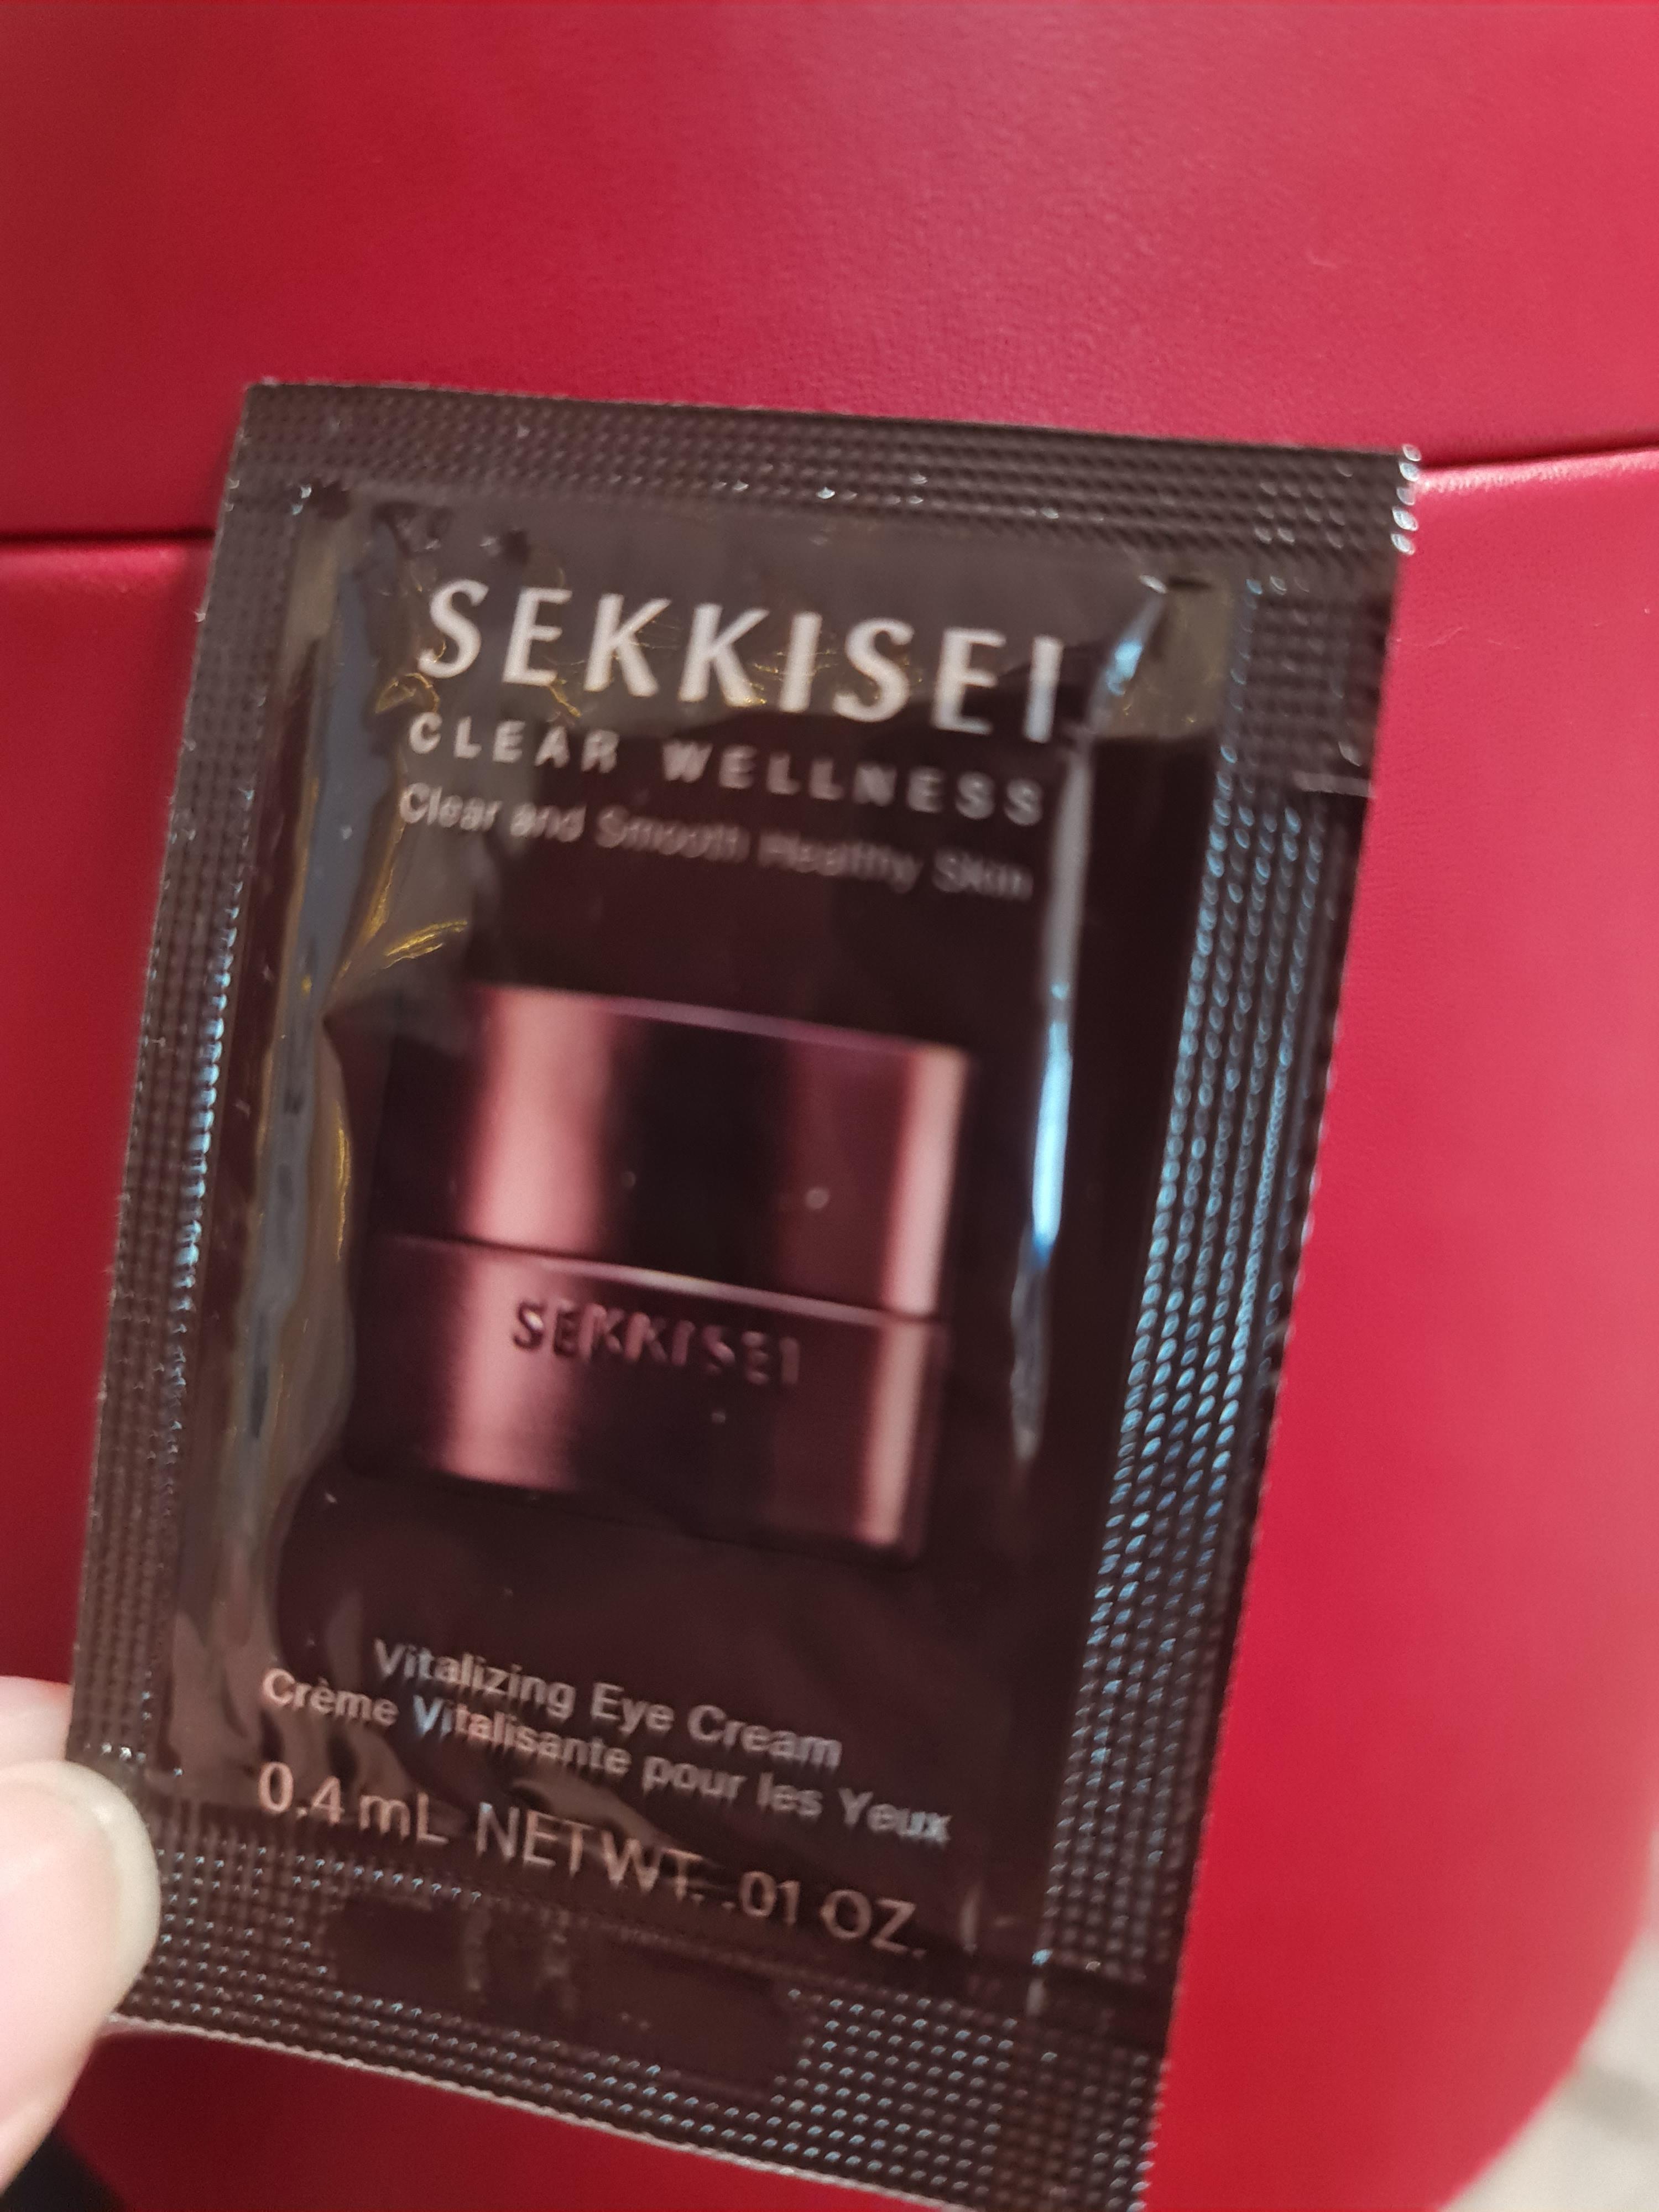 SEKKISEI
CLEAR WELLNESS
Clear and Smooth Healthy Skin
SEKKISEI
Vitalizing Eye Cream
Crème Vitalisante pour les Yeux
0.4 mL NET WT. .01 OZ.